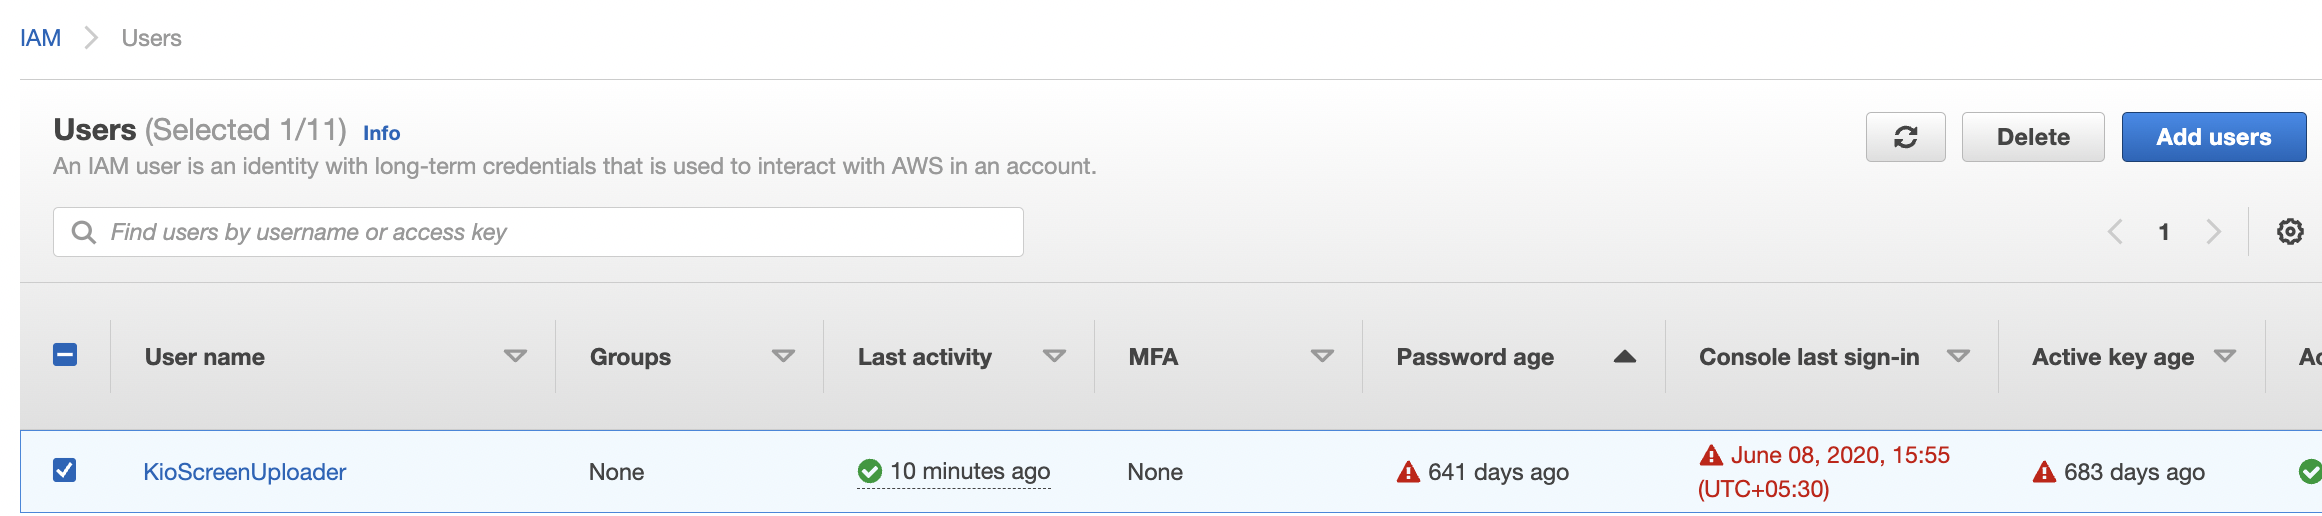 IAM > Users
Users (Selected 1/11) Info
An IAM user is an identity with long-term credentials that is used to interact with AWS in an account.
Delete
Add users
Find users by username or access key
1
User name Groups Last activity MFA Password age Console last sign-in Active key age
KioScreenUploader None 10 minutes ago None 641 days ago June 08, 2020, 15:55 (UTC+05:30) 683 days ago